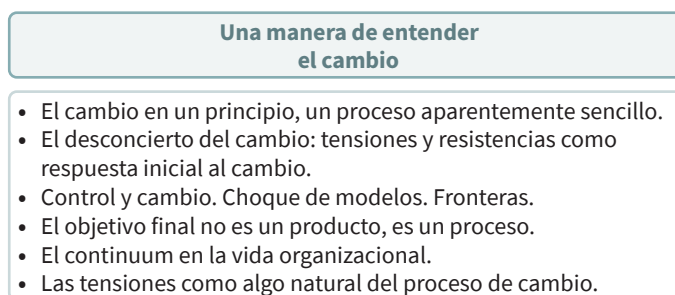 Una manera de entender
el cambio
• El cambio en un principio, un proceso aparentemente sencillo.
• El desconcierto del cambio: tensiones y resistencias como
respuesta inicial al cambio.
• Control y cambio. Choque de modelos. Fronteras.
• El objetivo final no es un producto, es un proceso.
• El continuum en la vida organizacional.
• Las tensiones como algo natural del proceso de cambio.